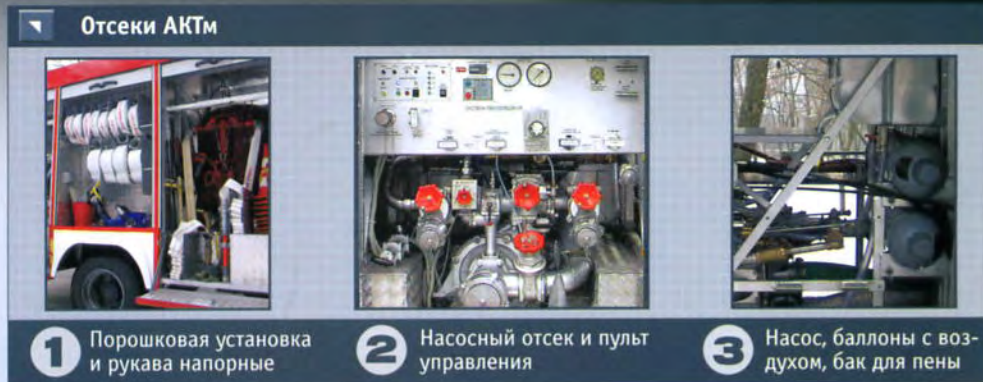 Отсеки АКТм
1 Порошковая установка
и рукава напорные
2 Насосный отсек и пульт
управления
3 Насос, баллоны с воз-
духом, бак для пены